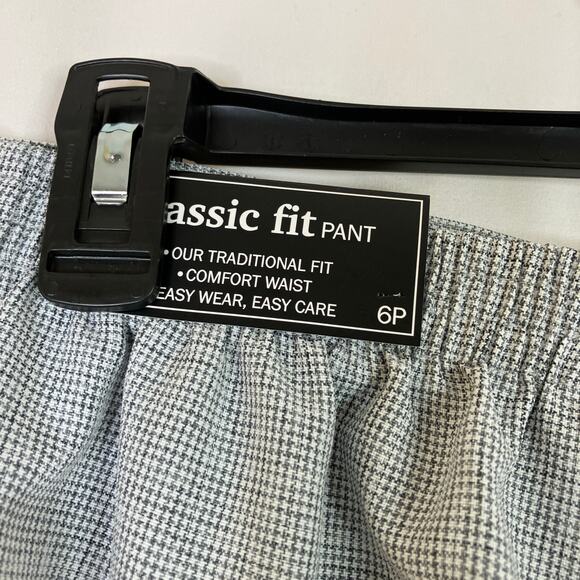 assic fit PANT
• OUR TRADITIONAL FIT
• COMFORT WAIST
EASY WEAR, EASY CARE
6P